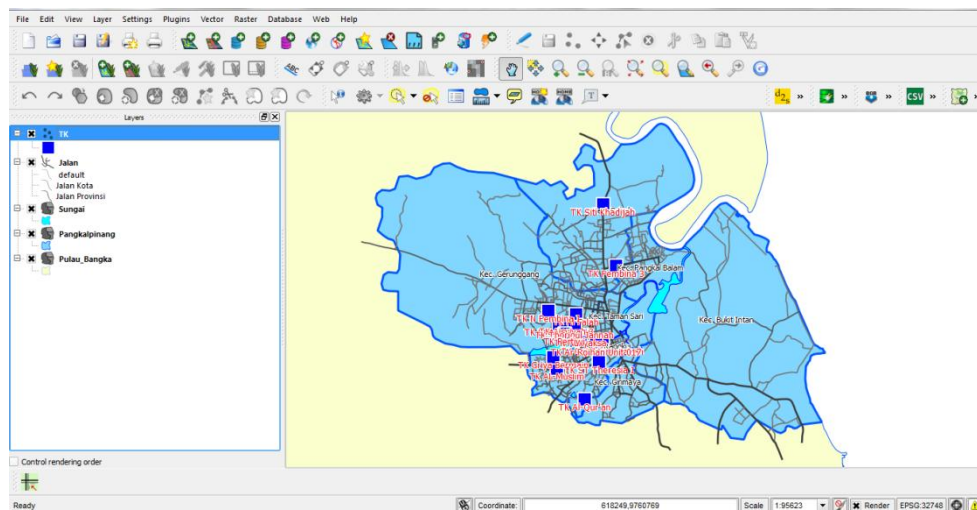 File Edit View Layer Settings Plugins Vector Raster Database Web Help
Layers
TK
Jalan
default
Jalan Kota
Jalan Provinsi
Sungai
Pangkalpinang
Pulau_Bangka
Control rendering order
TK Siti Khadijah
TK Pembina 3
Kec. Pangkal Balam
Kec. Gerunggang
Kec. Taman Sari
Kec. Bukit Intan
Kec. Grimaya
TK Al-Qur'an
abc
CSV
Ready
Coordinate:
618249,9760769
Scale
1:95623
Render
EPSG:32748